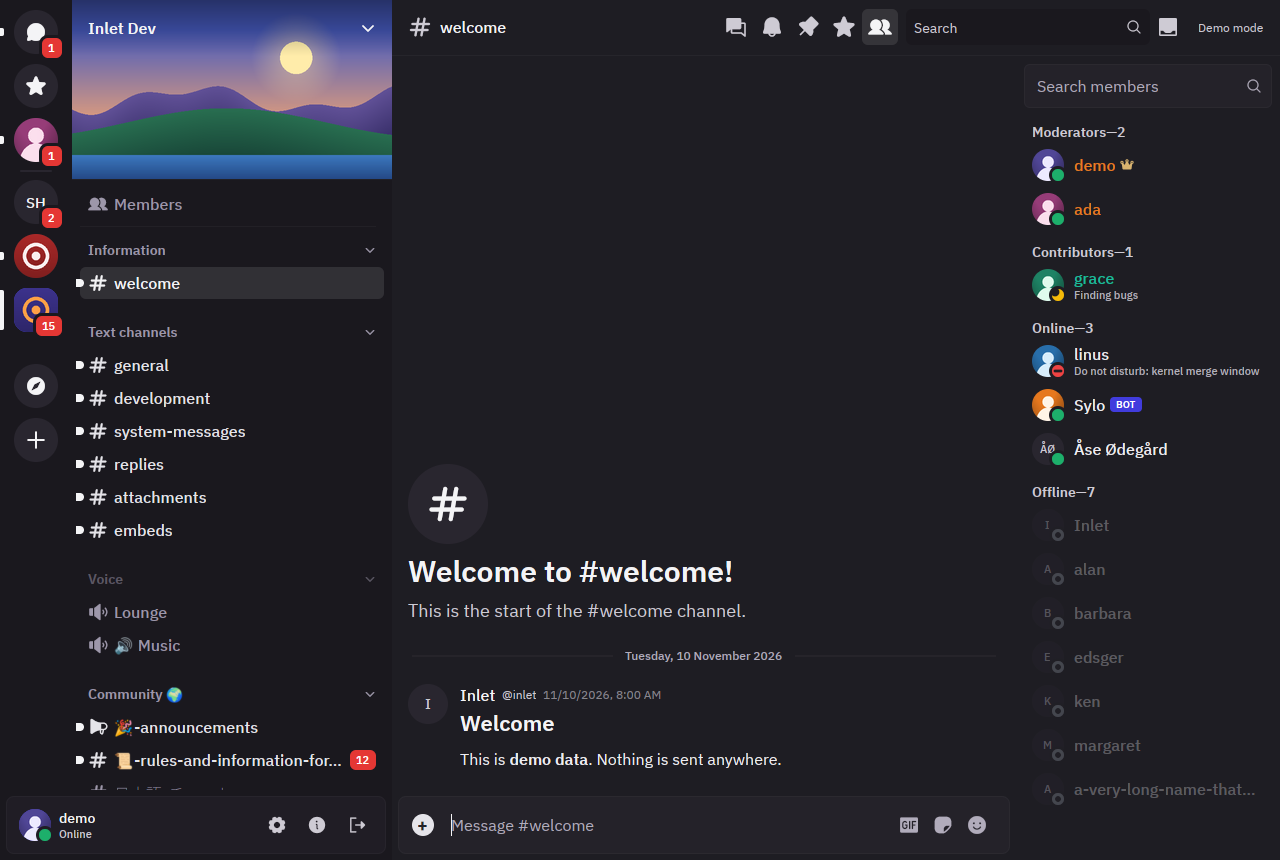 1
1
SH
2
15
Inlet Dev
Members
Information
welcome
Text channels
general
development
system-messages
replies
attachments
embeds
Voice
Lounge
🔊 Music
Community 🌍
🎉-announcements
📜-rules-and-information-for...
12
demo
Online
welcome
Search
Demo mode
Welcome to #welcome!
This is the start of the #welcome channel.
Tuesday, 10 November 2026
I
Inlet @inlet 11/10/2026, 8:00 AM
Welcome
This is demo data. Nothing is sent anywhere.
Message #welcome
GIF
Search members
Moderators—2
demo
ada
Contributors—1
grace
Finding bugs
Online—3
linus
Do not disturb: kernel merge window
Sylo BOT
ÅØ Åse Ødegård
Offline—7
I Inlet
A alan
B barbara
E edsger
K ken
M margaret
A a-very-long-name-that...